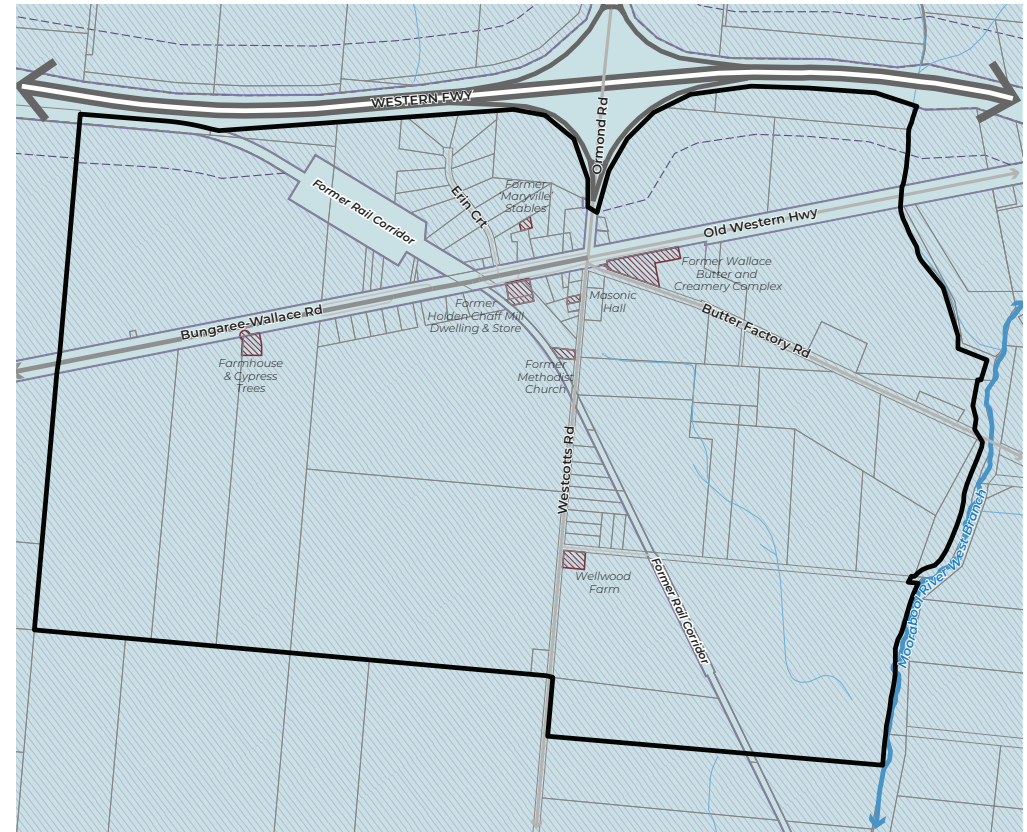 WESTERN FWY
Ormond Rd
Former Rail Corridor
Erin Crt
Former
'Maryville'
Stables
Old Western Hwy
Former Wallace
Butter and
Creamery Complex
Bungaree-Wallace Rd
Former
Holden Chaff Mill
Dwelling & Store
Masonic
Hall
Butter Factory Rd
Farmhouse
& Cypress
Trees
Former
Methodist
Church
Westcotts Rd
Moorabool River West Branch
Wellwood
Farm
Former Rail Corridor